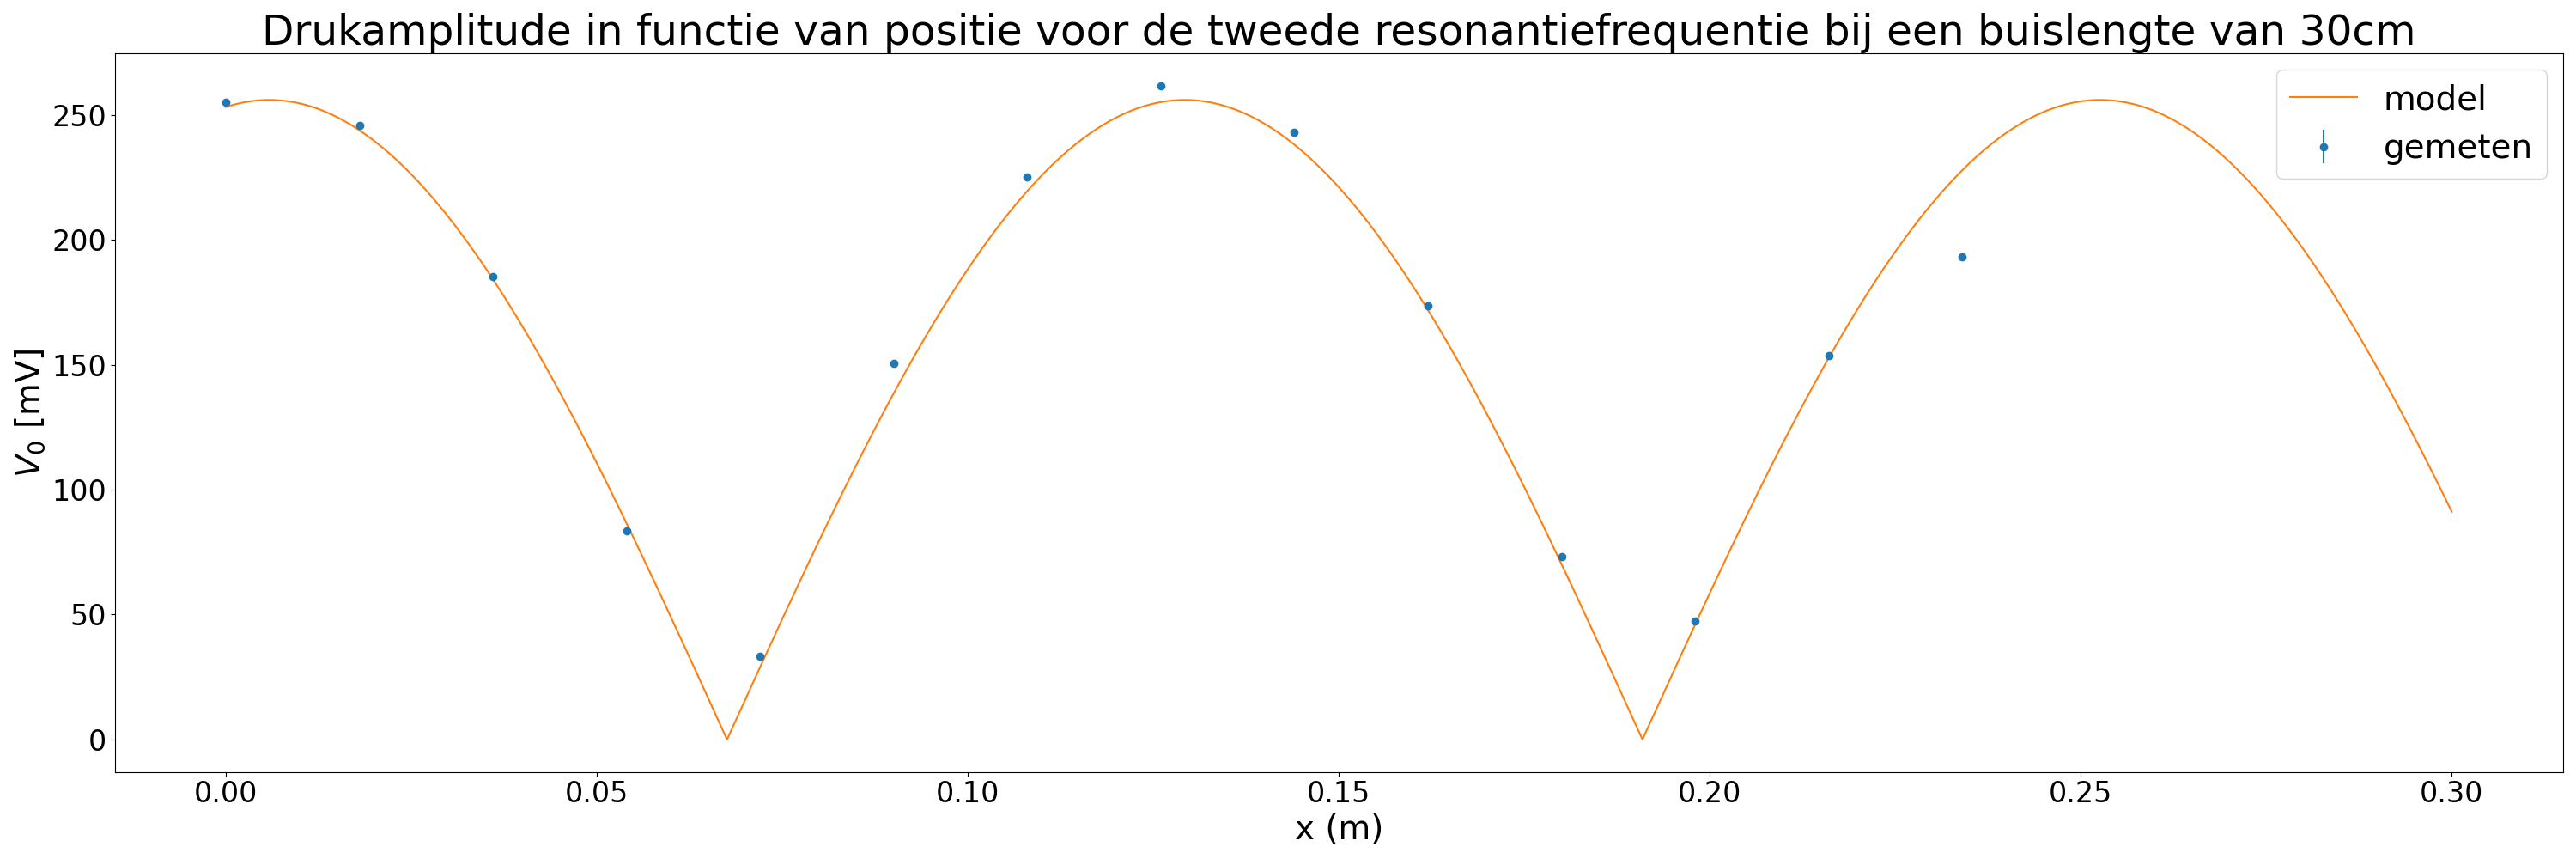 Drukamplitude in functie van positie voor de tweede resonantiefrequentie bij een buislengte van 30cm
model
gemeten
250
200
150
100
50
0
V₀ [mV]
0.00 0.05 0.10 0.15 0.20 0.25 0.30
x (m)